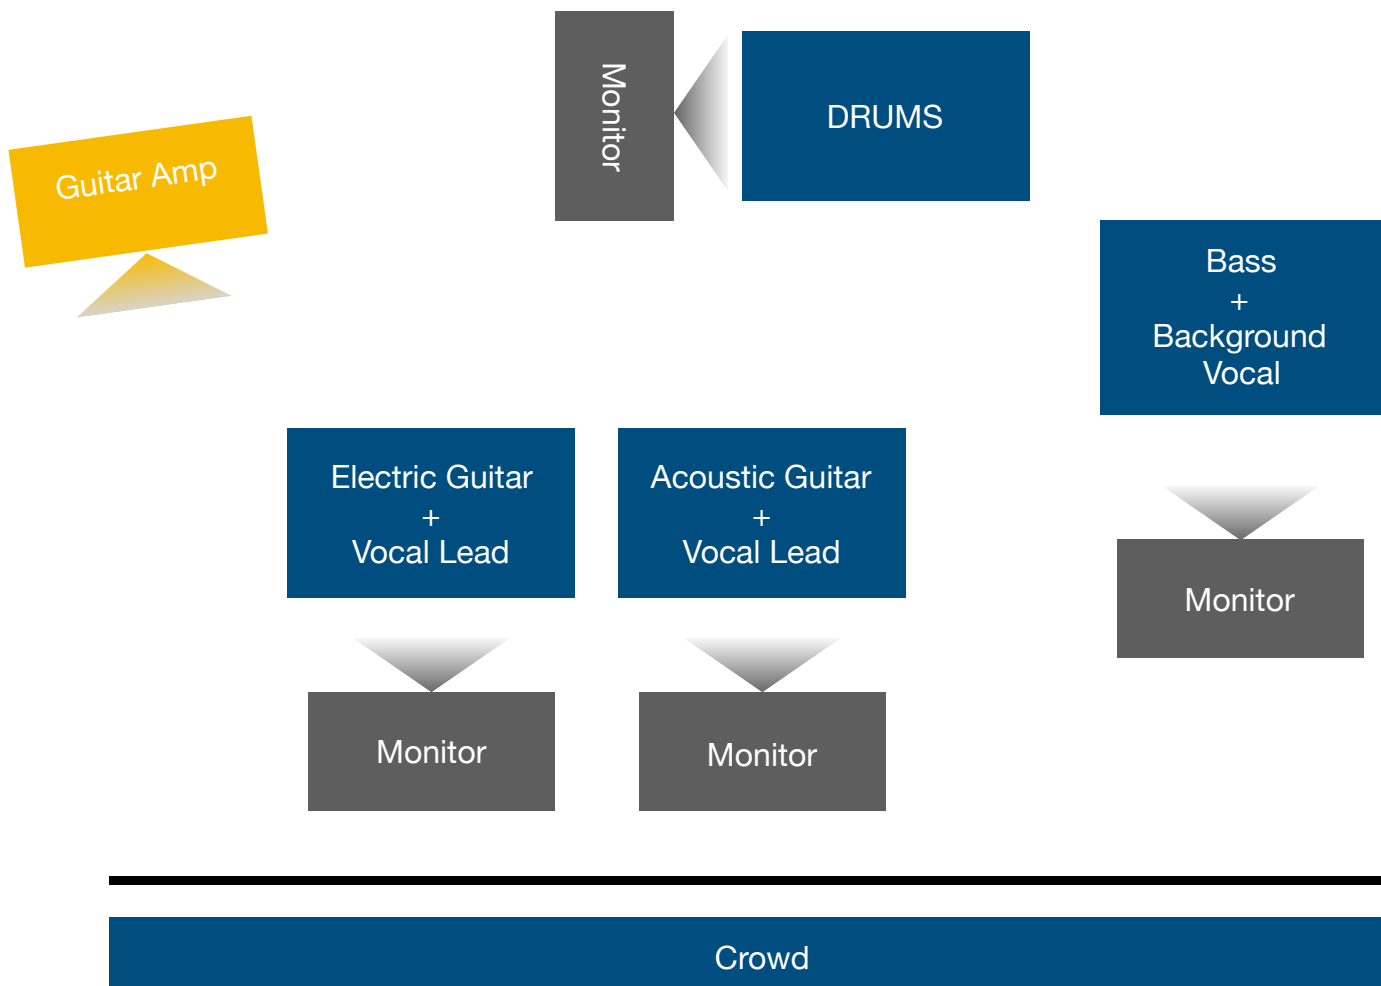 Monitor
DRUMS
Guitar Amp
Bass
+
Background
Vocal
Electric Guitar
+
Vocal Lead
Acoustic Guitar
+
Vocal Lead
Monitor
Monitor
Monitor
Crowd